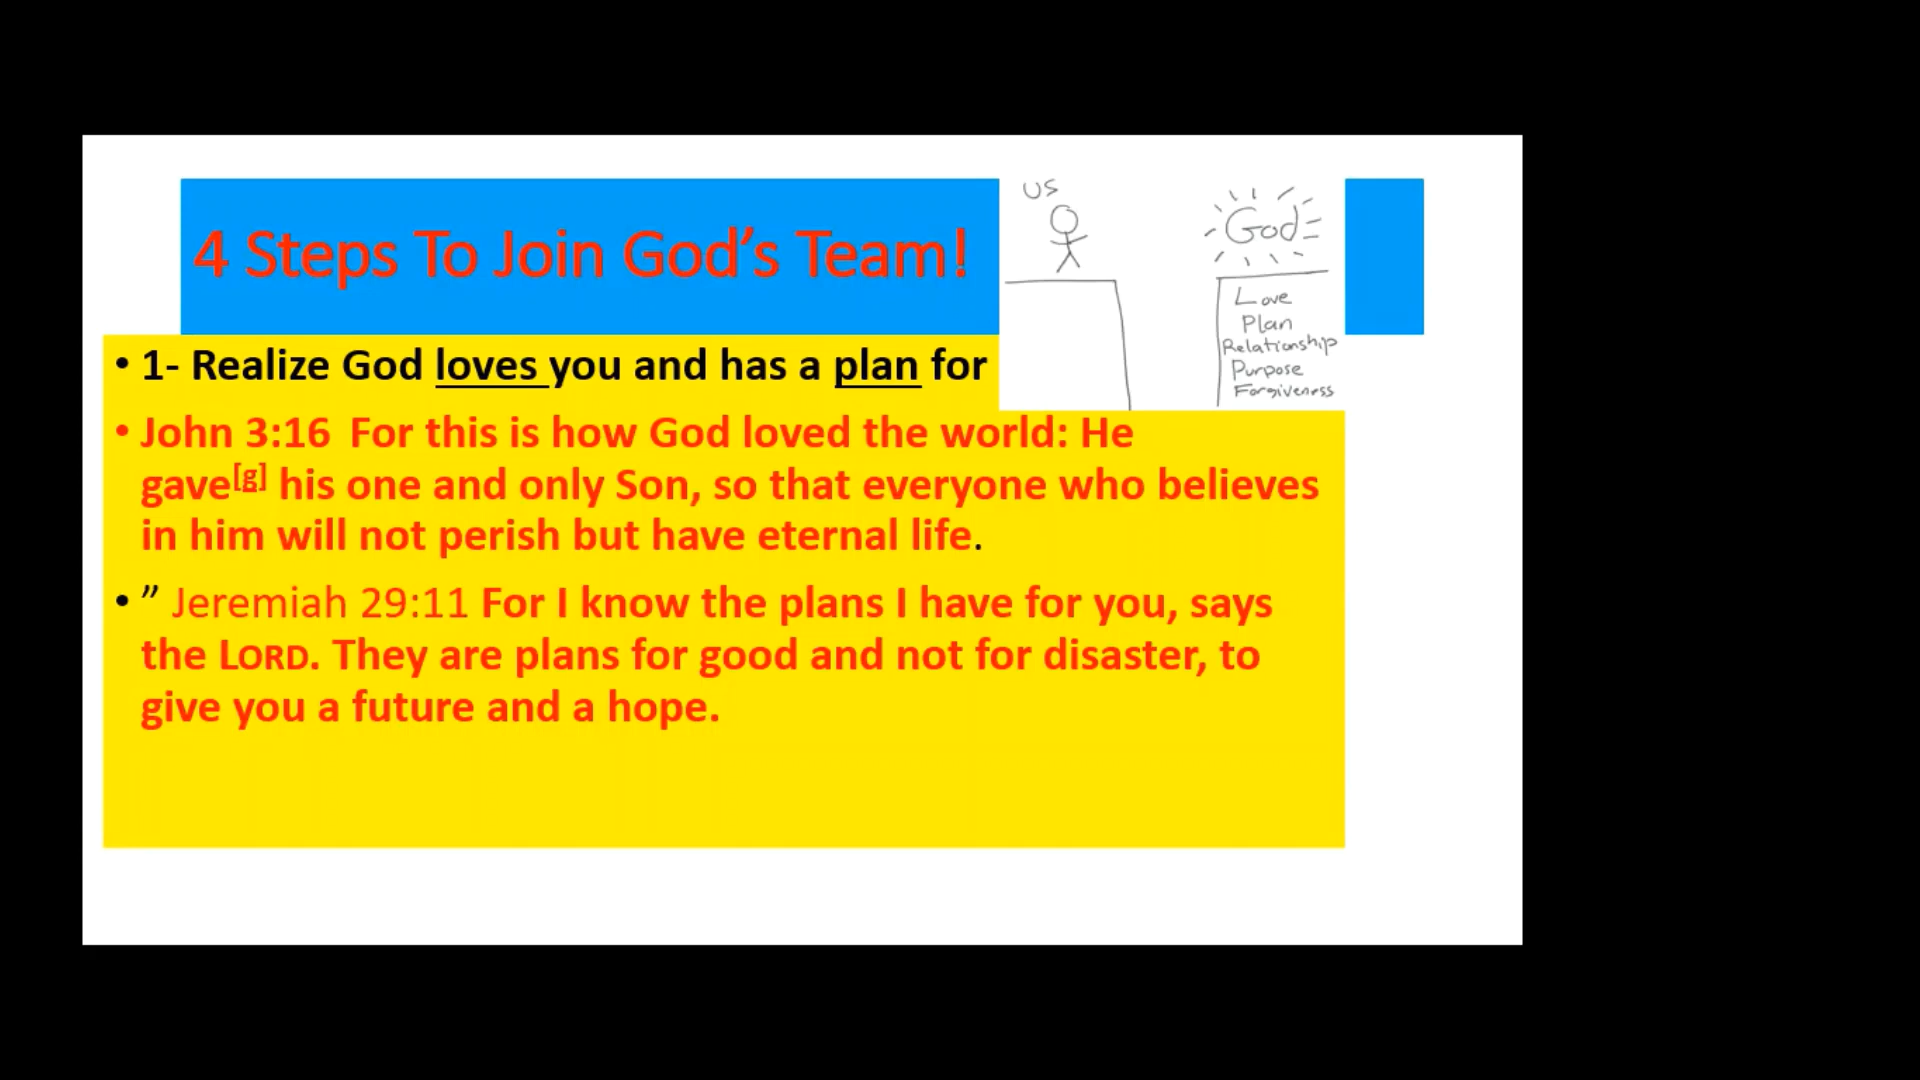 4 Steps To Join God’s Team!
US
God
Love
Plan
Relationship
Purpose
Forgiveness
• 1- Realize God loves you and has a plan for
• John 3:16  For this is how God loved the world: He
gave[g] his one and only Son, so that everyone who believes
in him will not perish but have eternal life.
• ” Jeremiah 29:11 For I know the plans I have for you, says
the LORD. They are plans for good and not for disaster, to
give you a future and a hope.